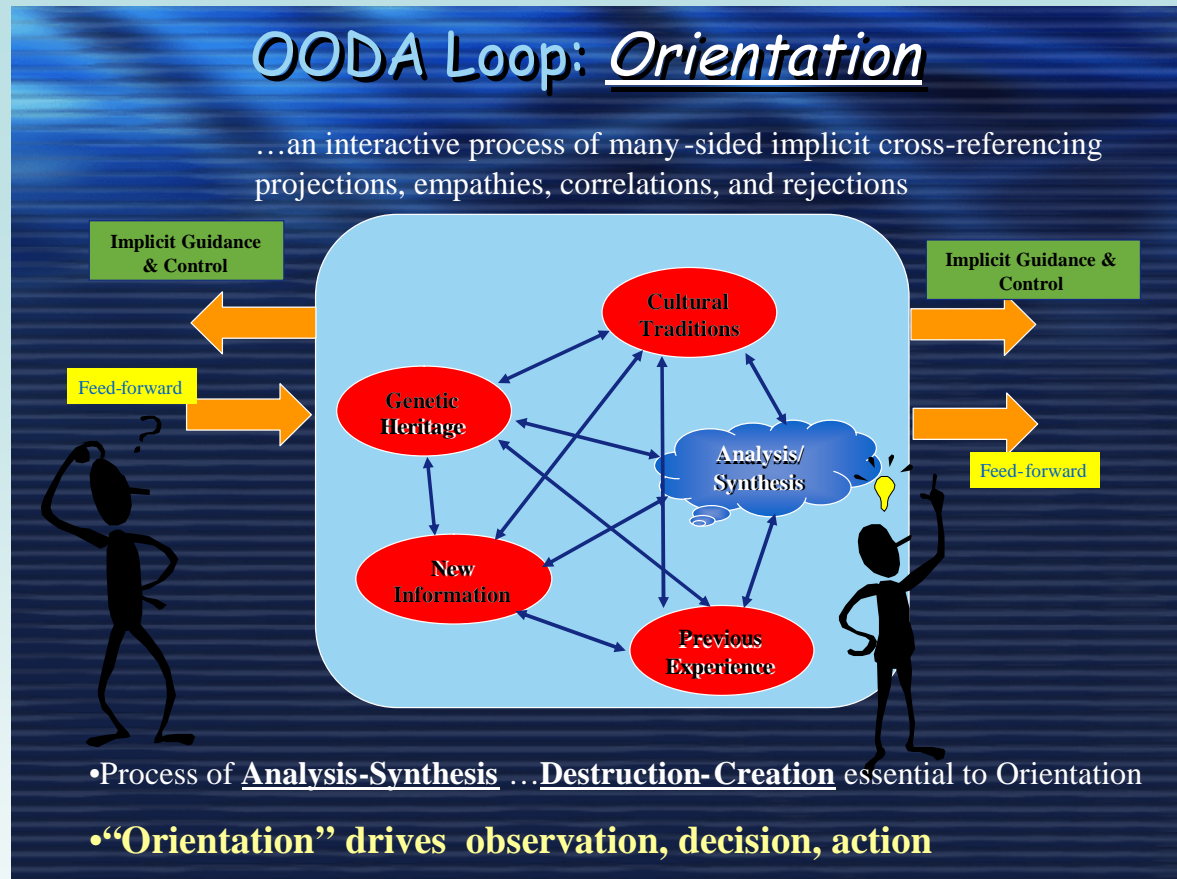 OODA Loop: Orientation
…an interactive process of many-sided implicit cross-referencing
projections, empathies, correlations, and rejections
Implicit Guidance
& Control
Implicit Guidance &
Control
Cultural
Traditions
Feed-forward
Genetic
Heritage
Analysis/
Synthesis
Feed-forward
?
New
Information
Previous
Experience
•Process of Analysis-Synthesis …Destruction-Creation essential to Orientation
•“Orientation” drives observation, decision, action